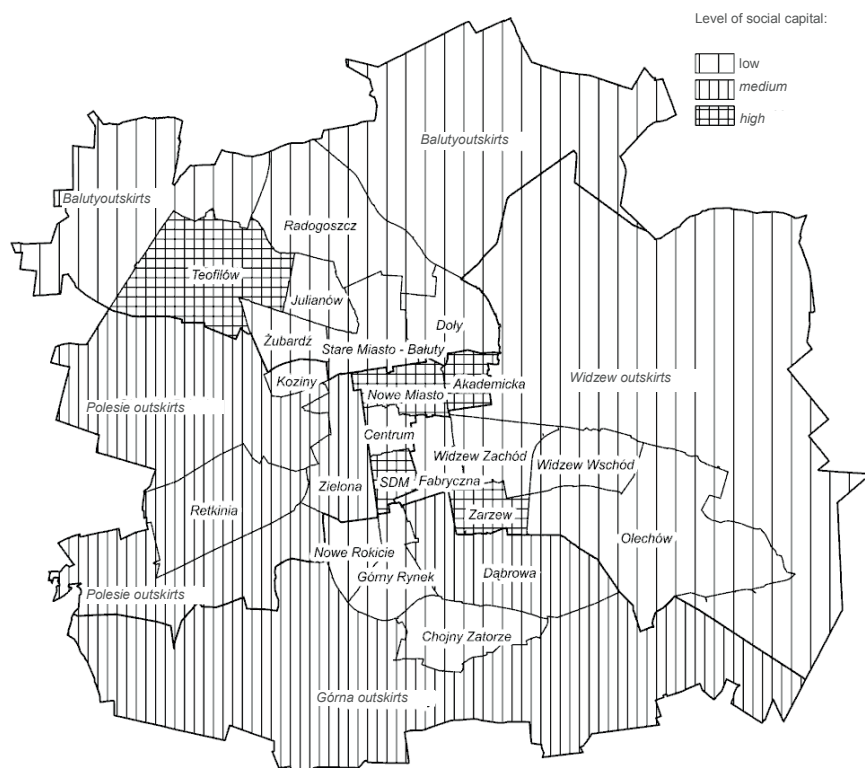 Level of social capital:
low
medium
high
Balutyoutskirts
Balutyoutskirts
Radogoszcz
Teofilów
Julianów
Doły
Żubardź
Stare Miasto - Bałuty
Koziny
Akademicka
Nowe Miasto
Widzew outskirts
Polesie outskirts
Centrum
Widzew Zachód
Widzew Wschód
Zielona
SDM
Fabryczna
Retkinia
Zarzew
Olechów
Nowe Rokicie
Górny Rynek
Dąbrowa
Polesie outskirts
Chojny Zatorze
Górna outskirts